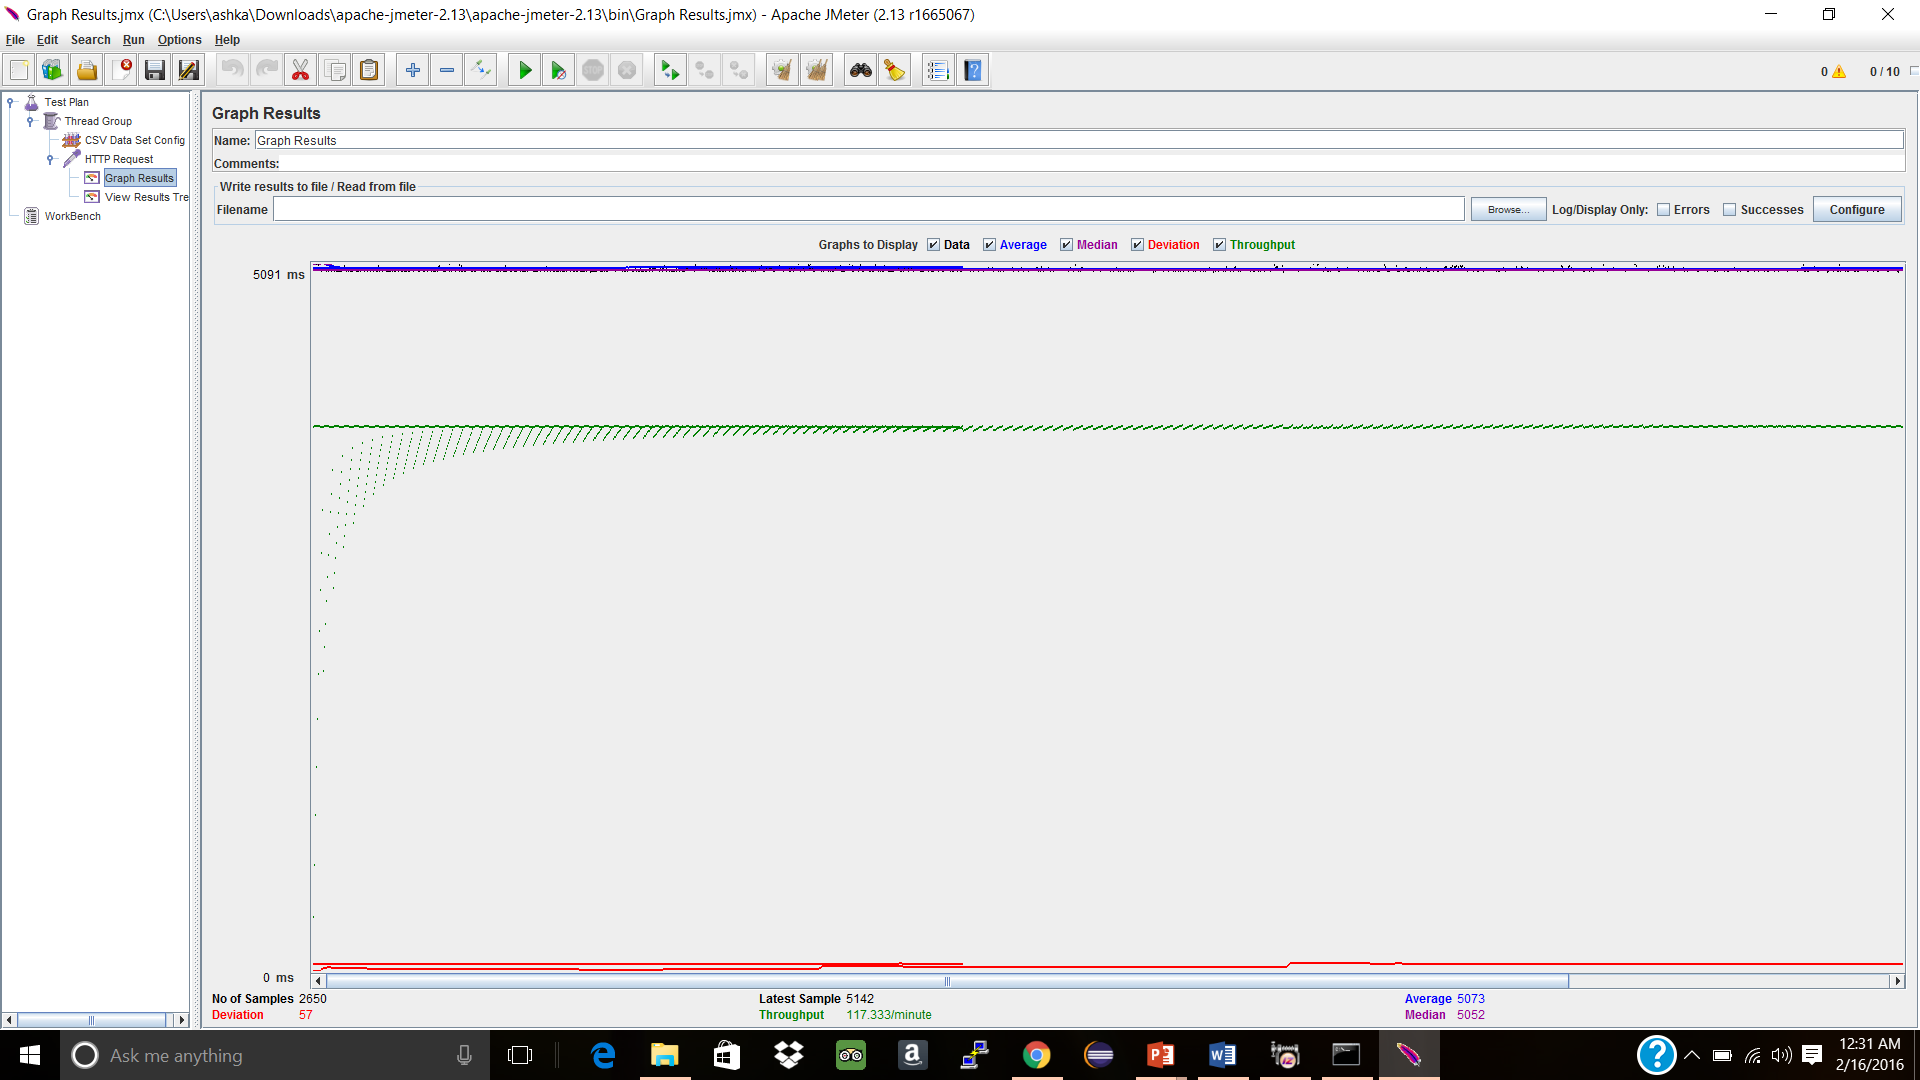 Graph Results.jmx (C:\Users\ashka\Downloads\apache-jmeter-2.13\apache-jmeter-2.13\bin\Graph Results.jmx) - Apache JMeter (2.13 r1665067)
File Edit Search Run Options Help
STOP
0 0 / 10
Test Plan
Thread Group
CSV Data Set Config
HTTP Request
Graph Results
View Results Tre
WorkBench
Graph Results
Name: Graph Results
Comments:
Write results to file / Read from file
Filename Browse... Log/Display Only: Errors Successes Configure
Graphs to Display Data Average Median Deviation Throughput
5091 ms
0 ms
No of Samples 2650 Latest Sample 5142 Average 5073
Deviation 57 Throughput 117.333/minute Median 5052
Ask me anything
12:31 AM
2/16/2016